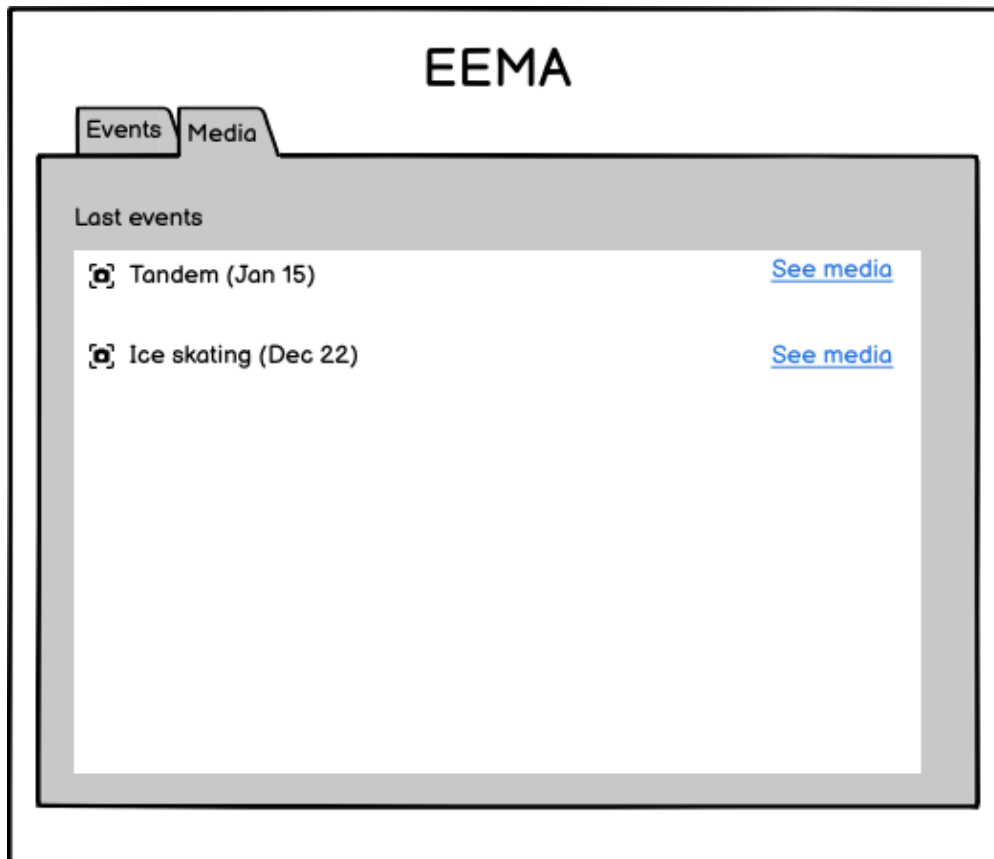 EEMA
Events
Media
Last events
Tandem (Jan 15)
See media
Ice skating (Dec 22)
See media